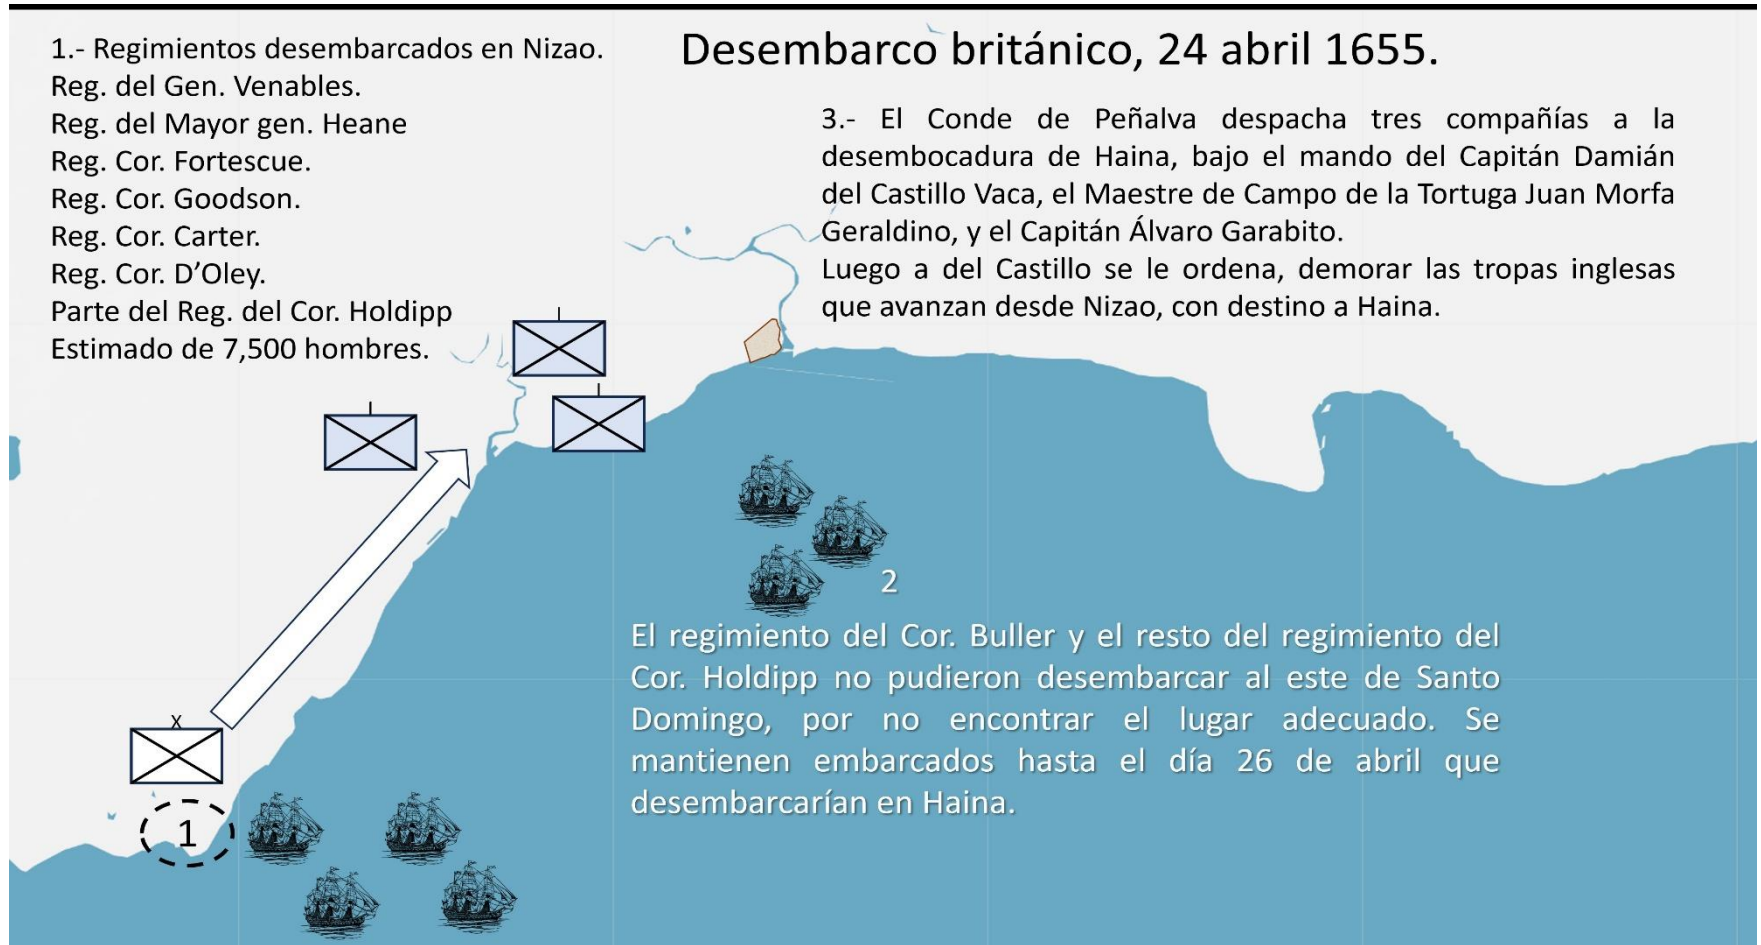 Desembarco británico, 24 abril 1655.
1.- Regimientos desembarcados en Nizao.
Reg. del Gen. Venables.
Reg. del Mayor gen. Heane
Reg. Cor. Fortescue.
Reg. Cor. Goodson.
Reg. Cor. Carter.
Reg. Cor. D’Oley.
Parte del Reg. del Cor. Holdipp
Estimado de 7,500 hombres.
3.- El Conde de Peñalva despacha tres compañías a la
desembocadura de Haina, bajo el mando del Capitán Damián
del Castillo Vaca, el Maestre de Campo de la Tortuga Juan Morfa
Geraldino, y el Capitán Álvaro Garabito.
Luego a del Castillo se le ordena, demorar las tropas inglesas
que avanzan desde Nizao, con destino a Haina.
2
El regimiento del Cor. Buller y el resto del regimiento del
Cor. Holdipp no pudieron desembarcar al este de Santo
Domingo, por no encontrar el lugar adecuado. Se
mantienen embarcados hasta el día 26 de abril que
desembarcarían en Haina.
X
1